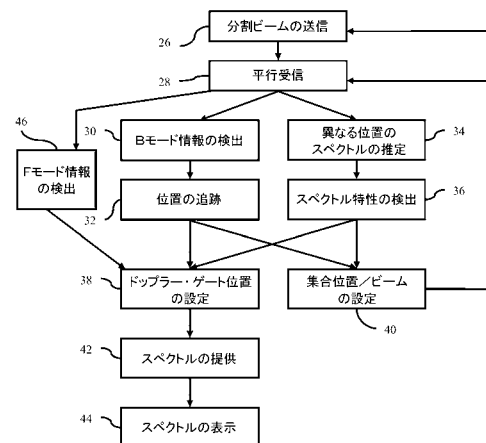 分割ビームの送信
26
平行受信
28
46
30
Bモード情報の検出
異なる位置の
スペクトルの推定
34
Fモード情報
の検出
位置の追跡
32
スペクトル特性の検出
36
38
ドップラー・ゲート位置
の設定
集合位置／ビーム
の設定
40
42
スペクトルの提供
44
スペクトルの表示